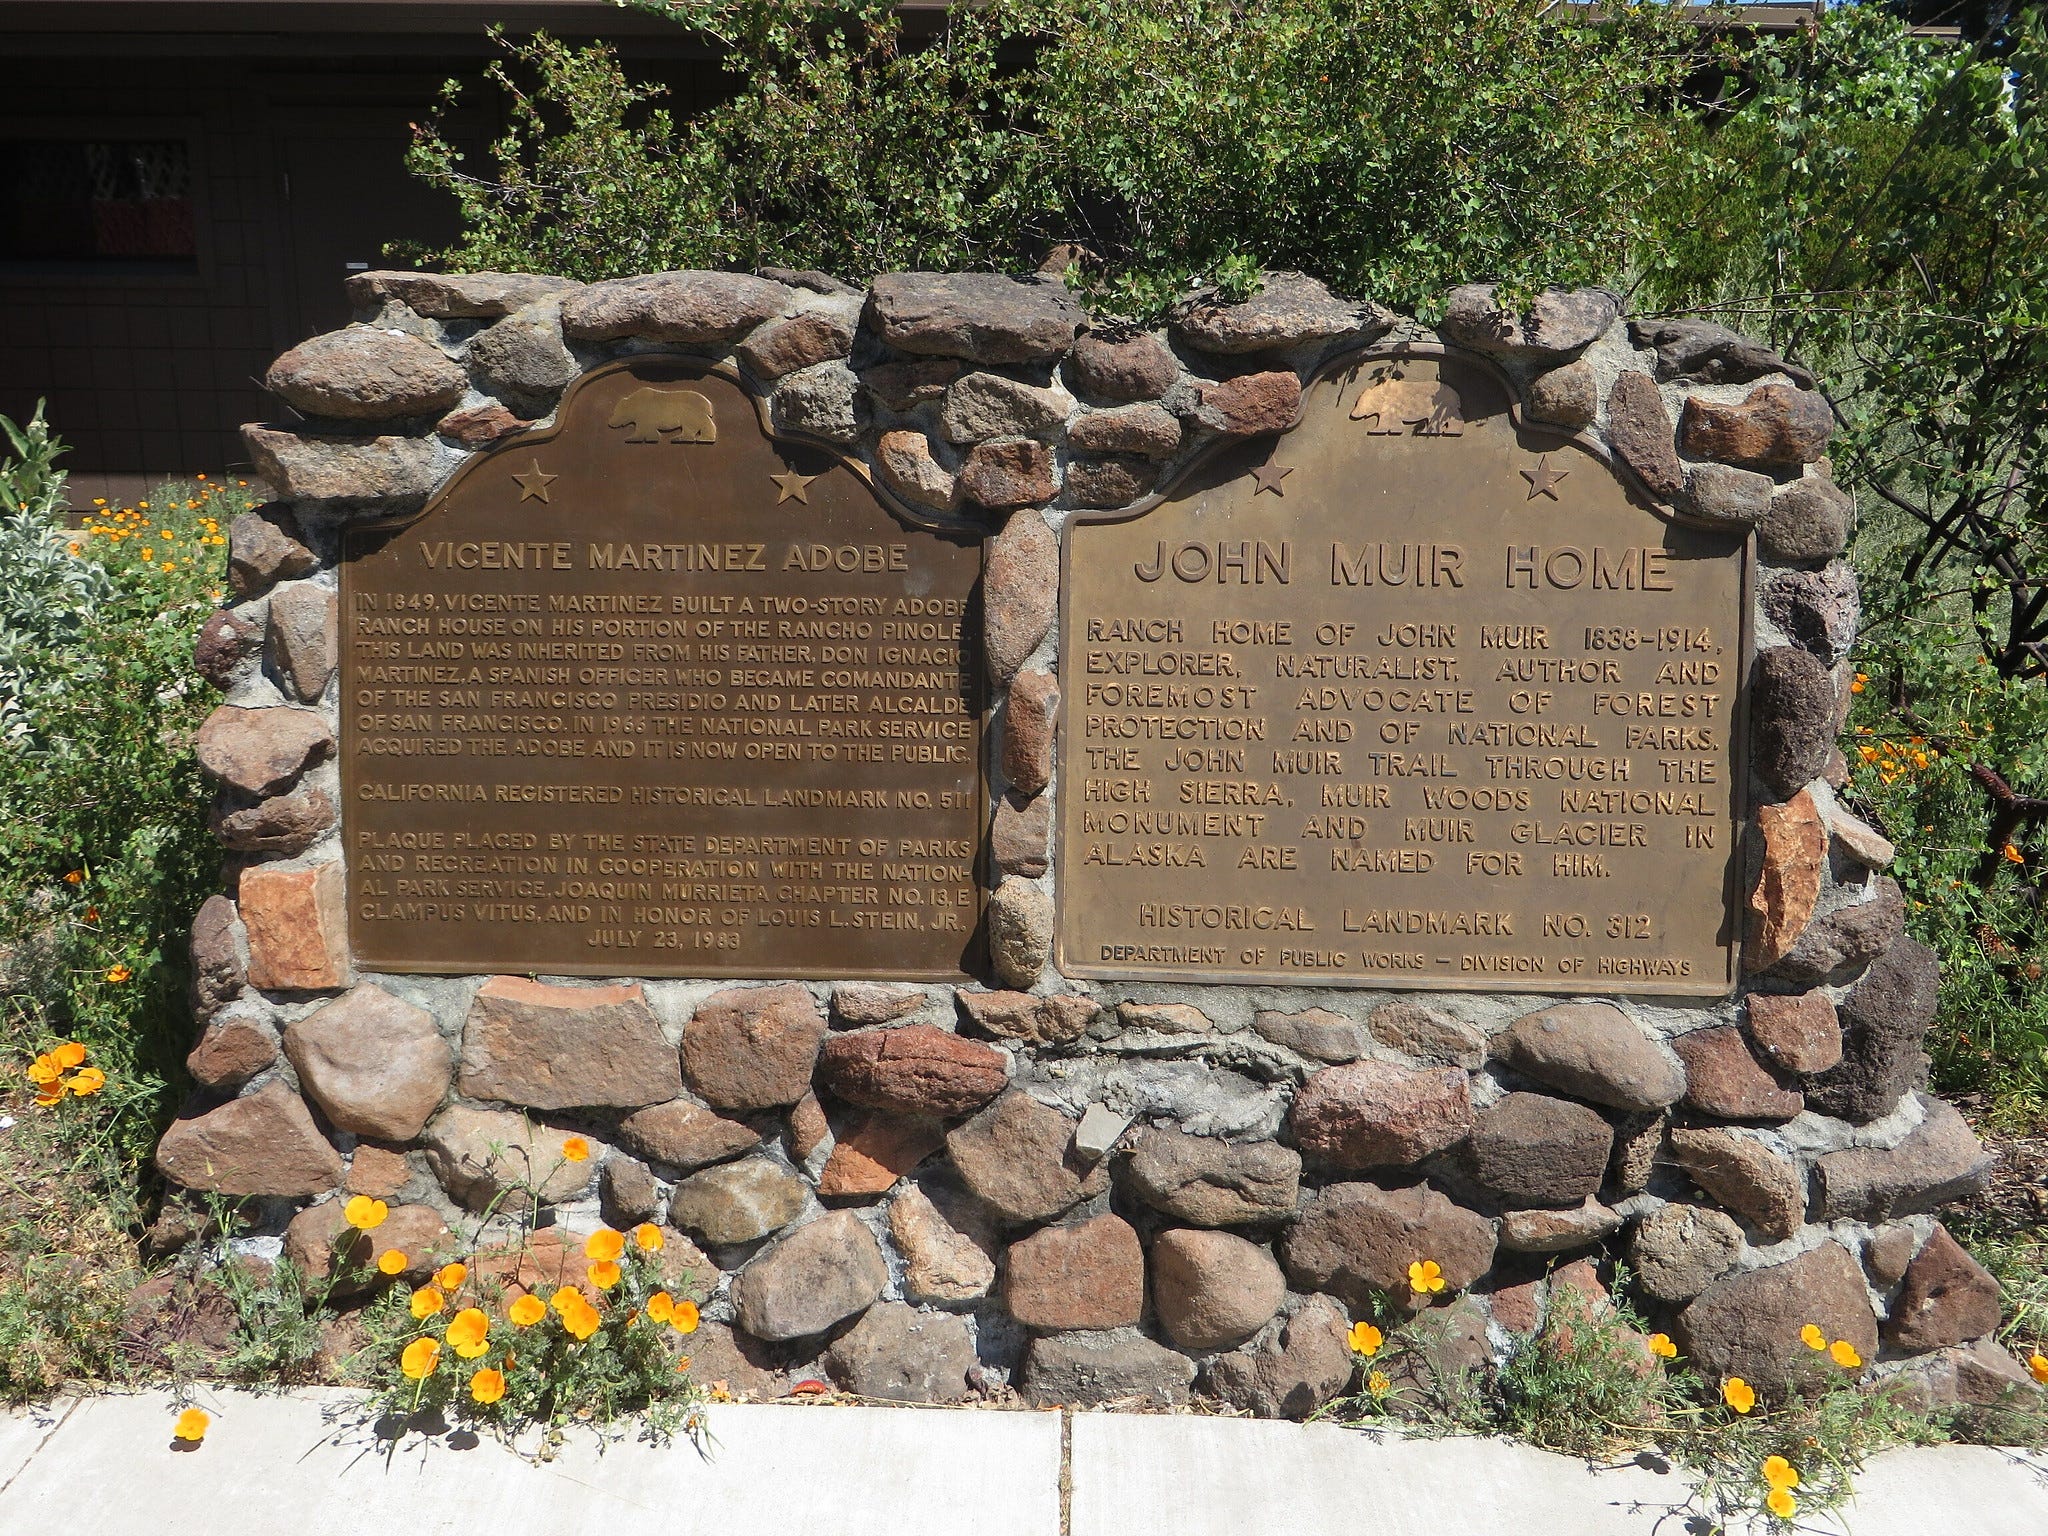 VICENTE MARTINEZ ADOBE
IN 1849, VICENTE MARTINEZ BUILT A TWO-STORY ADOBE
RANCH HOUSE ON HIS PORTION OF THE RANCHO PINOLE.
THIS LAND WAS INHERITED FROM HIS FATHER, DON IGNACIO
MARTINEZ, A SPANISH OFFICER WHO BECAME COMANDANTE
OF THE SAN FRANCISCO PRESIDIO AND LATER ALCALDE
OF SAN FRANCISCO. IN 1966 THE NATIONAL PARK SERVICE
ACQUIRED THE ADOBE AND IT IS NOW OPEN TO THE PUBLIC.
CALIFORNIA REGISTERED HISTORICAL LANDMARK NO. 511
PLAQUE PLACED BY THE STATE DEPARTMENT OF PARKS
AND RECREATION IN COOPERATION WITH THE NATION-
AL PARK SERVICE, JOAQUIN MURRIETA CHAPTER NO. 13, E
CLAMPUS VITUS, AND IN HONOR OF LOUIS L. STEIN, JR.
JULY 23, 1983
JOHN MUIR HOME
RANCH HOME OF JOHN MUIR 1838-1914,
EXPLORER, NATURALIST, AUTHOR AND
FOREMOST ADVOCATE OF FOREST
PROTECTION AND OF NATIONAL PARKS.
THE JOHN MUIR TRAIL THROUGH THE
HIGH SIERRA, MUIR WOODS NATIONAL
MONUMENT AND MUIR GLACIER IN
ALASKA ARE NAMED FOR HIM.
HISTORICAL LANDMARK NO. 312
DEPARTMENT OF PUBLIC WORKS – DIVISION OF HIGHWAYS